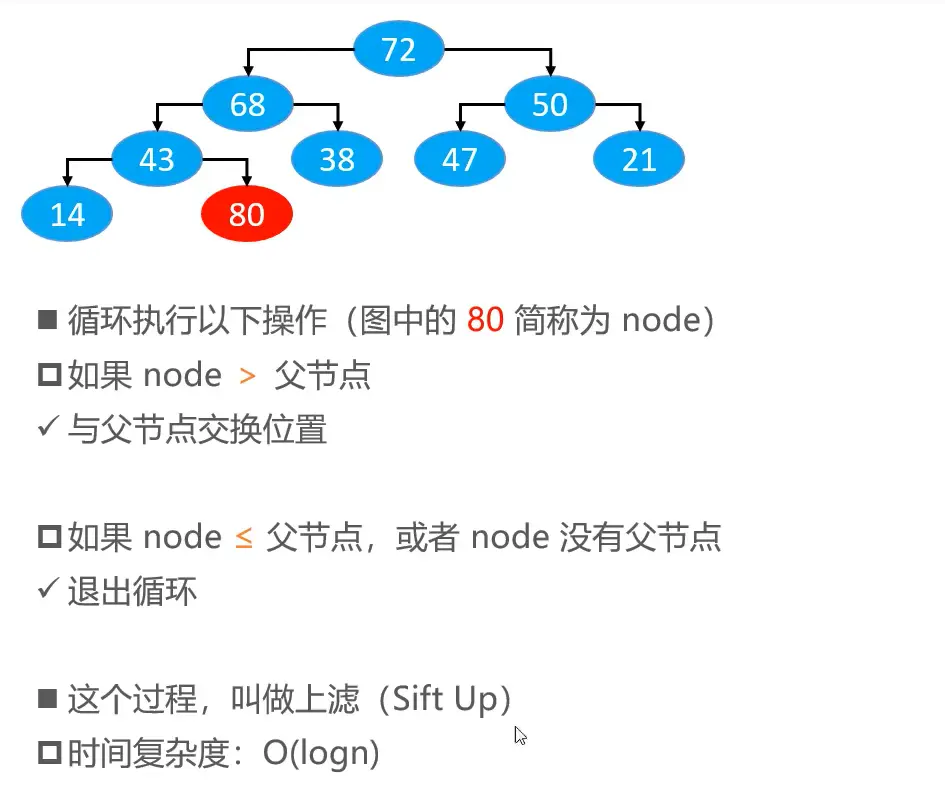 72
68 50
43 38 47 21
14 80
■ 循环执行以下操作（图中的 80 简称为 node）
如果 node > 父节点
✓ 与父节点交换位置
如果 node ≤ 父节点，或者 node 没有父节点
✓ 退出循环
■ 这个过程，叫做上滤（Sift Up）
时间复杂度：O(logn)